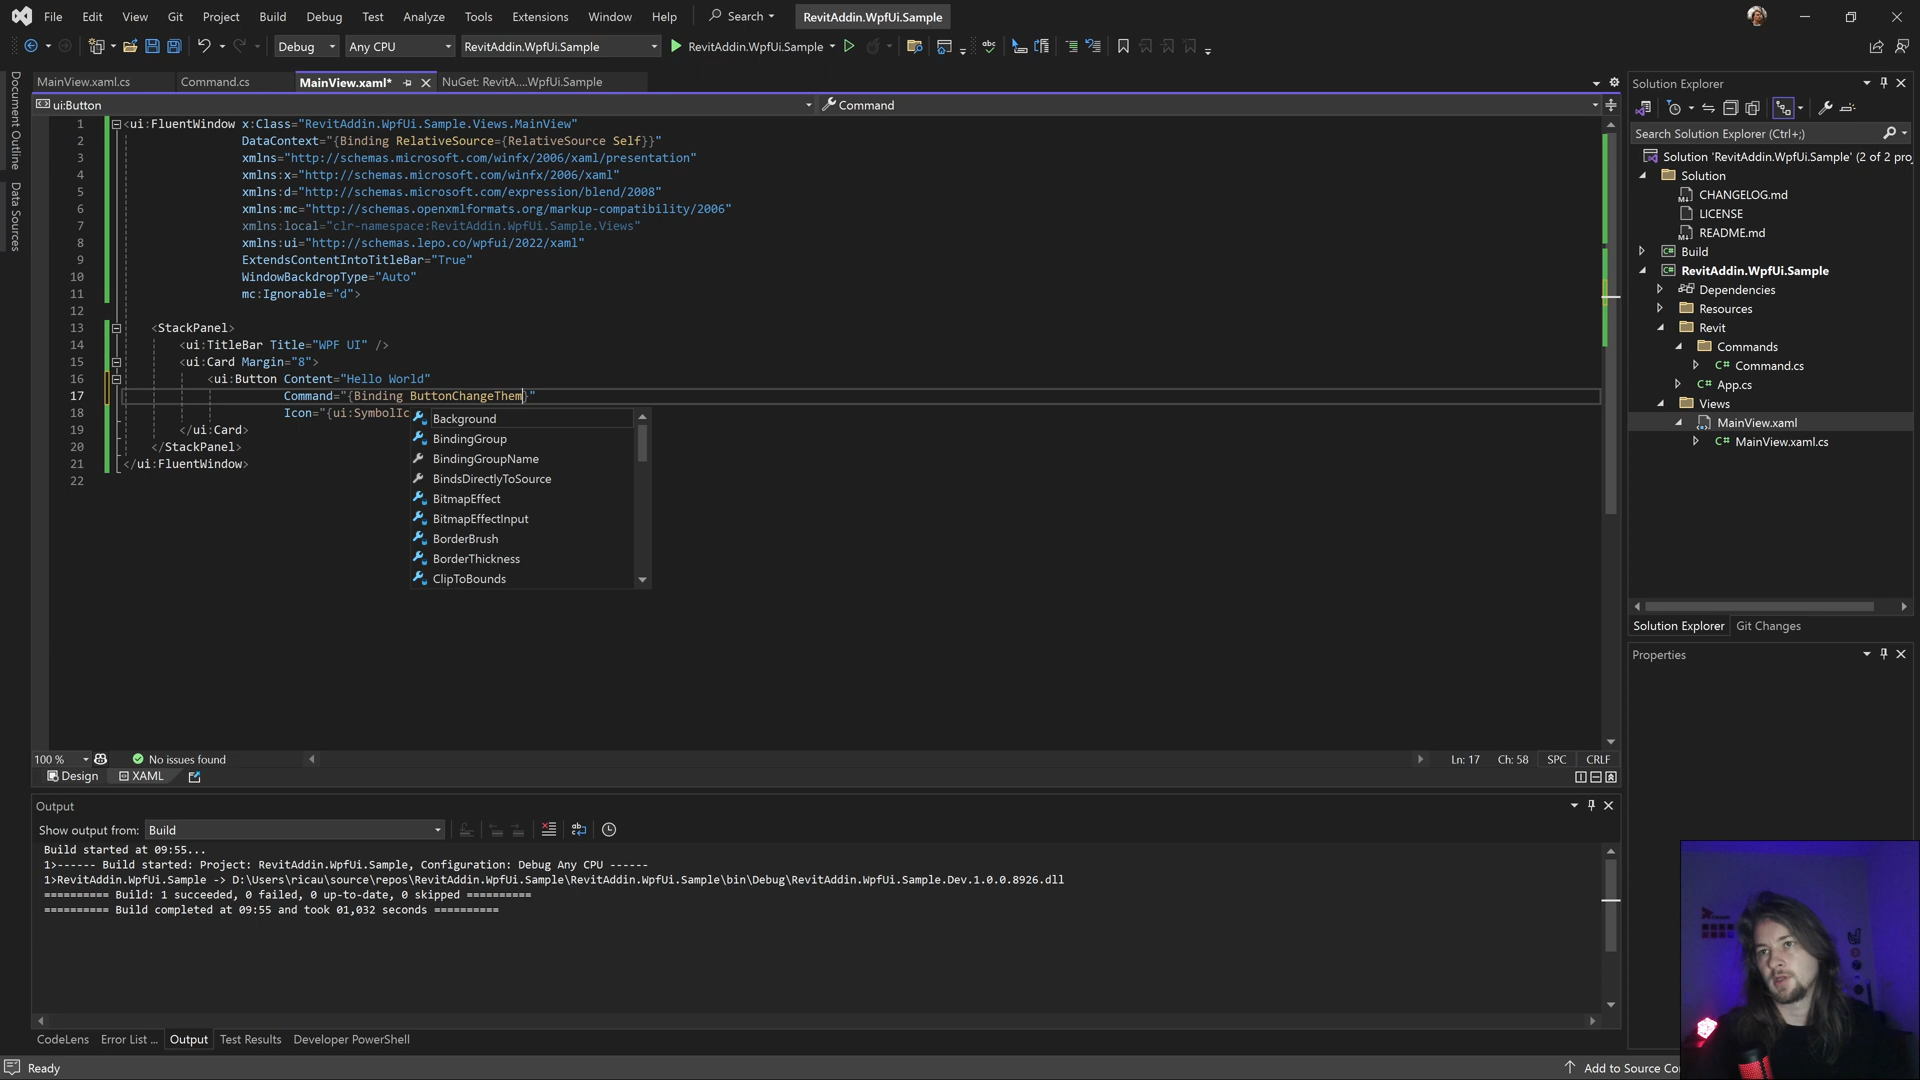 File Edit View Git Project Build Debug Test Analyze Tools Extensions Window Help Search RevitAddin.WpfUi.Sample
Debug Any CPU RevitAddin.WpfUi.Sample RevitAddin.WpfUi.Sample
Document Outline
Data Sources
MainView.xaml.cs Command.cs MainView.xaml* NuGet: RevitA....WpfUi.Sample
ui:Button Command
1 <ui:FluentWindow x:Class="RevitAddin.WpfUi.Sample.Views.MainView"
2 DataContext="{Binding RelativeSource={RelativeSource Self}}"
3 xmlns="http://schemas.microsoft.com/winfx/2006/xaml/presentation"
4 xmlns:x="http://schemas.microsoft.com/winfx/2006/xaml"
5 xmlns:d="http://schemas.microsoft.com/expression/blend/2008"
6 xmlns:mc="http://schemas.openxmlformats.org/markup-compatibility/2006"
7 xmlns:local="clr-namespace:RevitAddin.WpfUi.Sample.Views"
8 xmlns:ui="http://schemas.lepo.co/wpfui/2022/xaml"
9 ExtendsContentIntoTitleBar="True"
10 WindowBackdropType="Auto"
11 mc:Ignorable="d">
12
13 <StackPanel>
14 <ui:TitleBar Title="WPF UI" />
15 <ui:Card Margin="8">
16 <ui:Button Content="Hello World"
17 Command="{Binding ButtonChangeThem}"
18 Icon="{ui:SymbolIc
19 </ui:Card>
20 </StackPanel>
21 </ui:FluentWindow>
22
Background
BindingGroup
BindingGroupName
BindsDirectlyToSource
BitmapEffect
BitmapEffectInput
BorderBrush
BorderThickness
ClipToBounds
100 % No issues found Ln: 17 Ch: 58 SPC CRLF
Design XAML
Output
Show output from: Build
Build started at 09:55...
1>------ Build started: Project: RevitAddin.WpfUi.Sample, Configuration: Debug Any CPU ------
1>RevitAddin.WpfUi.Sample -> D:\Users\ricau\source\repos\RevitAddin.WpfUi.Sample\RevitAddin.WpfUi.Sample\bin\Debug\RevitAddin.WpfUi.Sample.Dev.1.0.0.8926.dll
========== Build: 1 succeeded, 0 failed, 0 up-to-date, 0 skipped ==========
========== Build completed at 09:55 and took 01,032 seconds ==========
CodeLens Error List ... Output Test Results Developer PowerShell
Ready Add to Source Co
Solution Explorer
Search Solution Explorer (Ctrl+;)
Solution 'RevitAddin.WpfUi.Sample' (2 of 2 proj
Solution
CHANGELOG.md
LICENSE
README.md
Build
RevitAddin.WpfUi.Sample
Dependencies
Resources
Revit
Commands
C# Command.cs
C# App.cs
Views
MainView.xaml
C# MainView.xaml.cs
Solution Explorer Git Changes
Properties